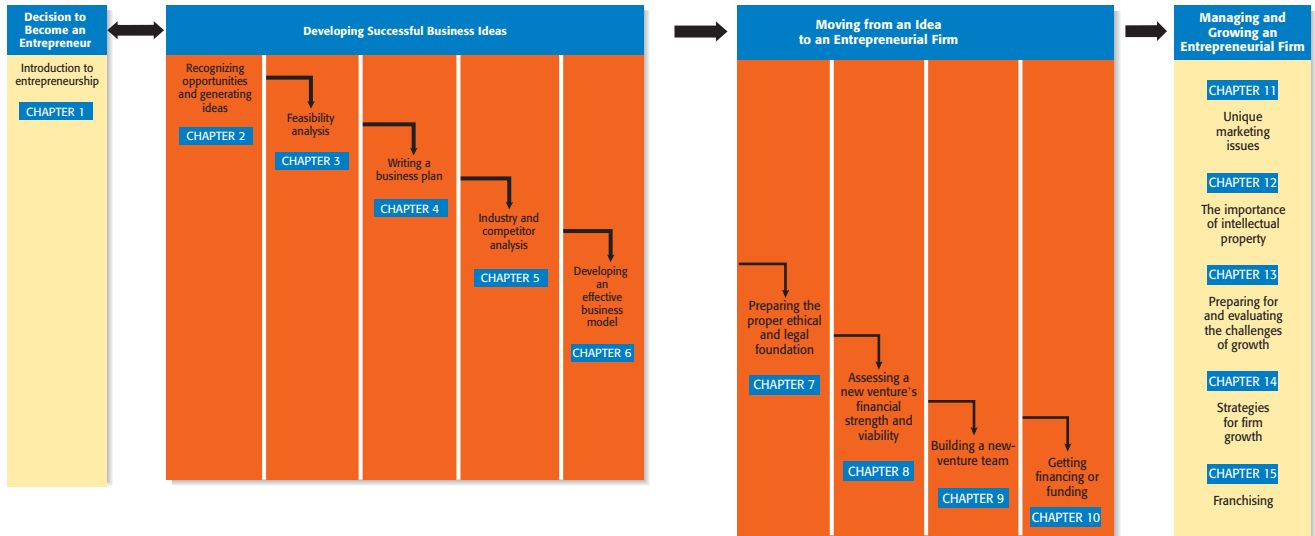 Decision to
Become an
Entrepreneur
Introduction to
entrepreneurship
CHAPTER 1
Developing Successful Business Ideas
Recognizing
opportunities
and generating
ideas
CHAPTER 2
Feasibility
analysis
CHAPTER 3
Writing a
business plan
CHAPTER 4
Industry and
competitor
analysis
CHAPTER 5
Developing
an
effective
business
model
CHAPTER 6
Moving from an Idea
to an Entrepreneurial Firm
Preparing the
proper ethical
and legal
foundation
CHAPTER 7
Assessing a
new venture's
financial
strength and
viability
CHAPTER 8
Building a new-
venture team
CHAPTER 9
Getting
financing or
funding
CHAPTER 10
Managing and
Growing an
Entrepreneurial Firm
CHAPTER 11
Unique
marketing
issues
CHAPTER 12
The importance
of intellectual
property
CHAPTER 13
Preparing for
and evaluating
the challenges
of growth
CHAPTER 14
Strategies
for firm
growth
CHAPTER 15
Franchising